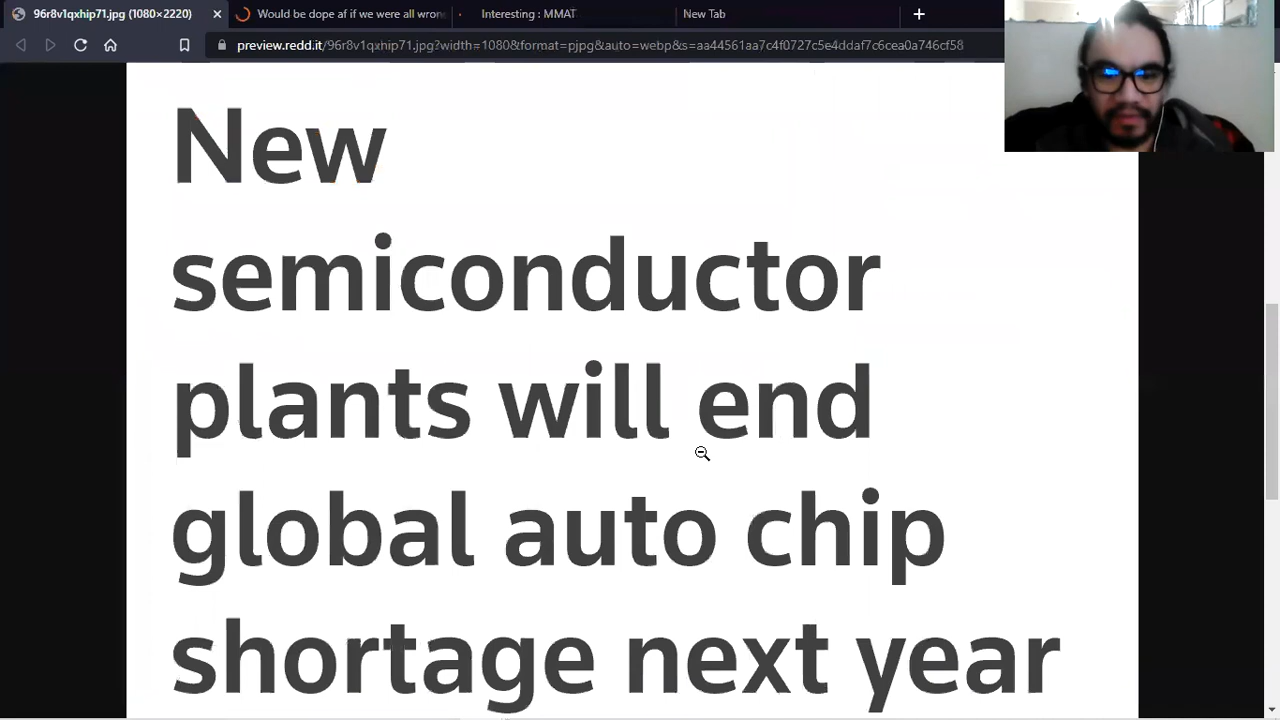 96r8v1qxhip71.jpg (1080×2220)
Would be dope af if we were all wron
Interesting : MMAT
New Tab
preview.redd.it/96r8v1qxhip71.jpg?width=1080&format=pjpg&auto=webp&s=aa44561aa7c4f0727c5e4ddaf7c6cea0a746cf58
New
semiconductor
plants will end
global auto chip
shortage next year